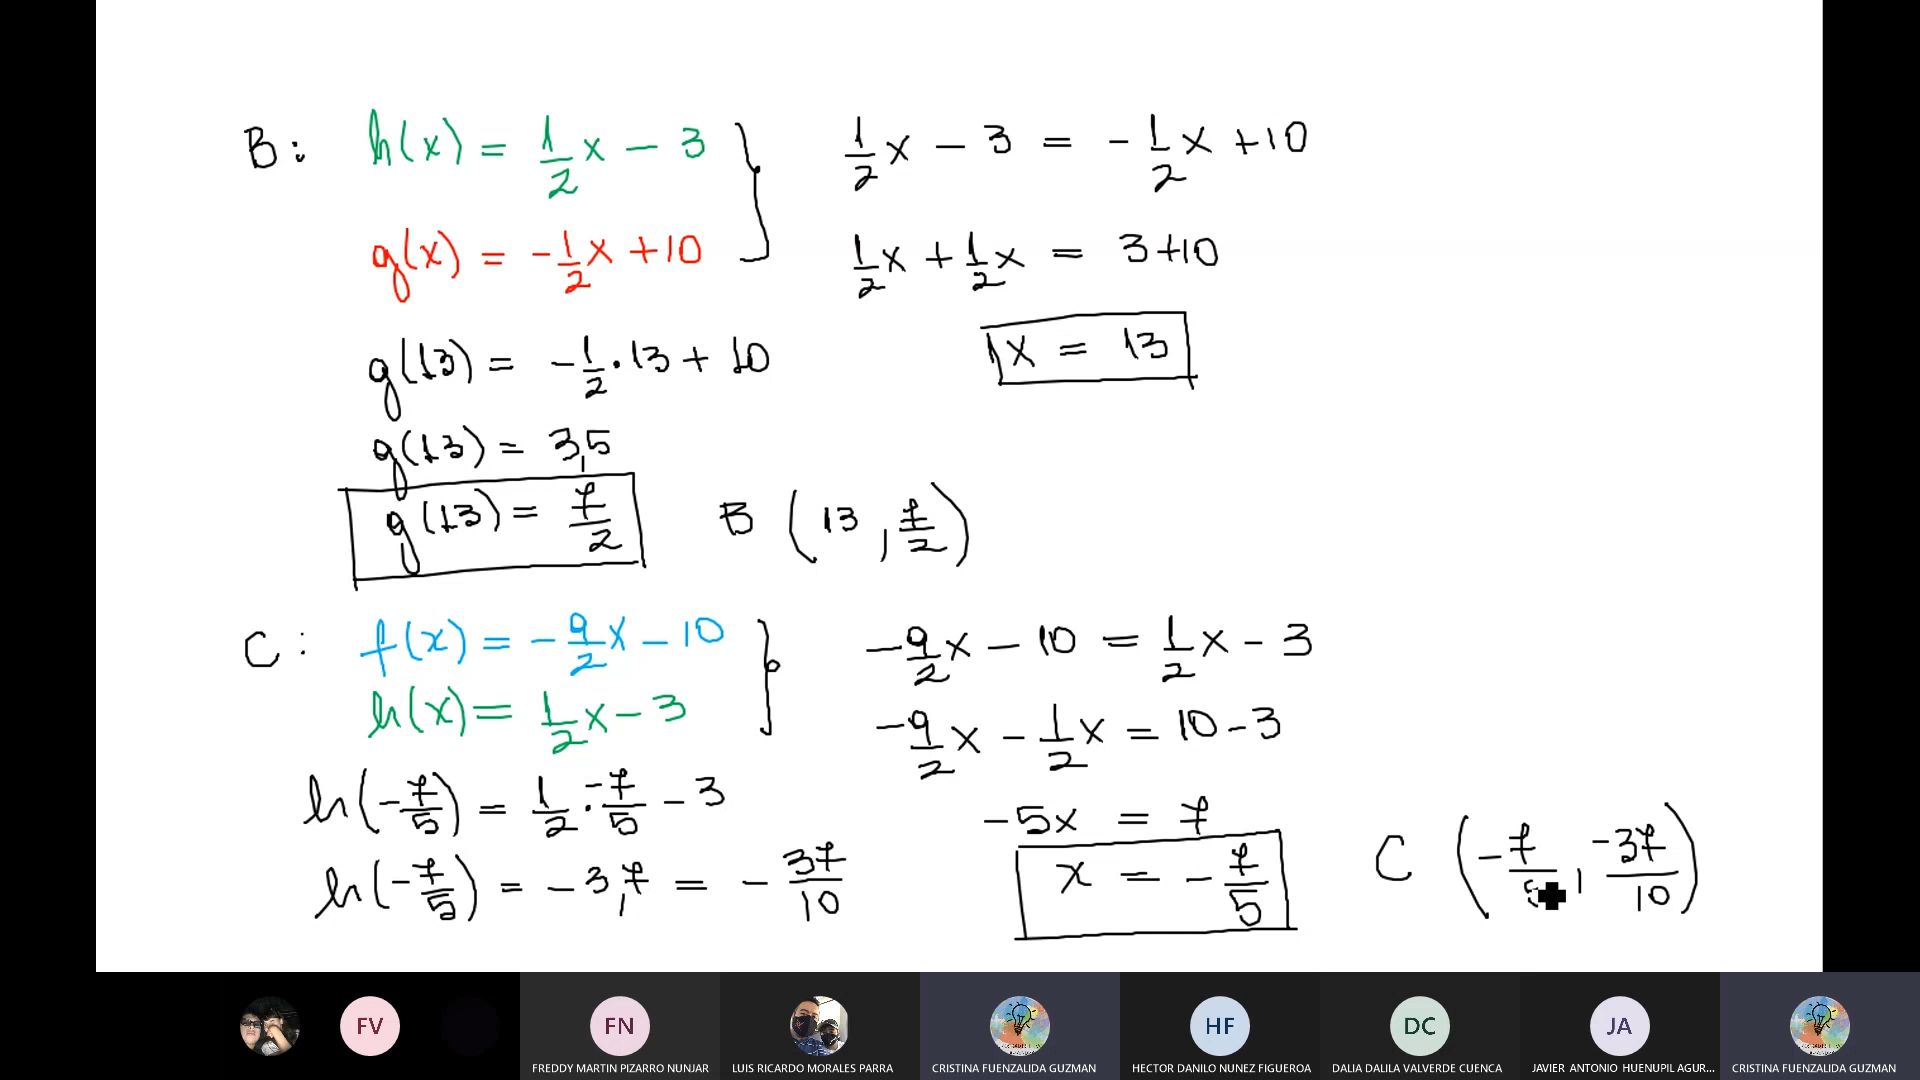 B: h(x) = 1/2 x - 3
1/2 x - 3 = - 1/2 x + 10
g(x) = - 1/2 x + 10
1/2 x + 1/2 x = 3 + 10
g(13) = - 1/2 · 13 + 10
x = 13
g(13) = 3,5
g(13) = 7/2
B (13, 7/2)
C: f(x) = - 9/2 x - 10
- 9/2 x - 10 = 1/2 x - 3
h(x) = 1/2 x - 3
- 9/2 x - 1/2 x = 10 - 3
h(- 7/5) = 1/2 · -7/5 - 3
-5x = 7
h(- 7/5) = - 3,7 = - 37/10
x = - 7/5
C (- 7/5, -37/10)
FV
FN
HF
DC
JA
FREDDY MARTIN PIZARRO NUNJAR
LUIS RICARDO MORALES PARRA
CRISTINA FUENZALIDA GUZMAN
HECTOR DANILO NUNEZ FIGUEROA
DALIA DALILA VALVERDE CUENCA
JAVIER ANTONIO HUENUPIL AGUR...
CRISTINA FUENZALIDA GUZMAN